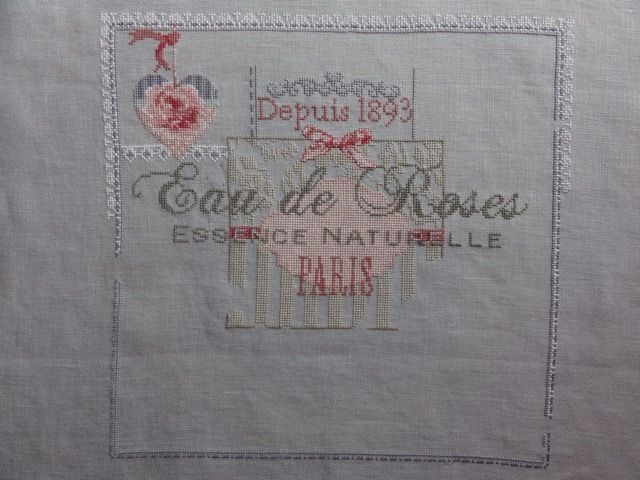 Depuis 1893
Eau de Roses
ESSENCE NATURELLE
PARIS